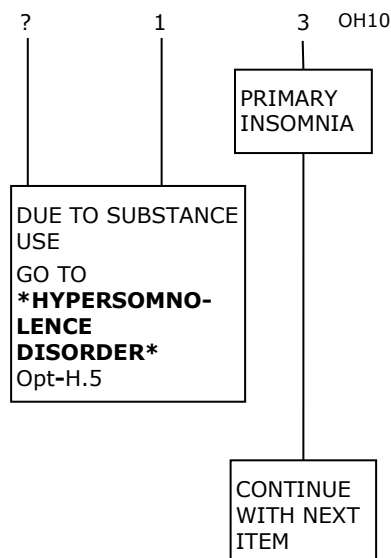 ? 1 3 OH10
PRIMARY
INSOMNIA
DUE TO SUBSTANCE
USE
GO TO
*HYPERSOMNO-
LENCE
DISORDER*
Opt-H.5
CONTINUE
WITH NEXT
ITEM